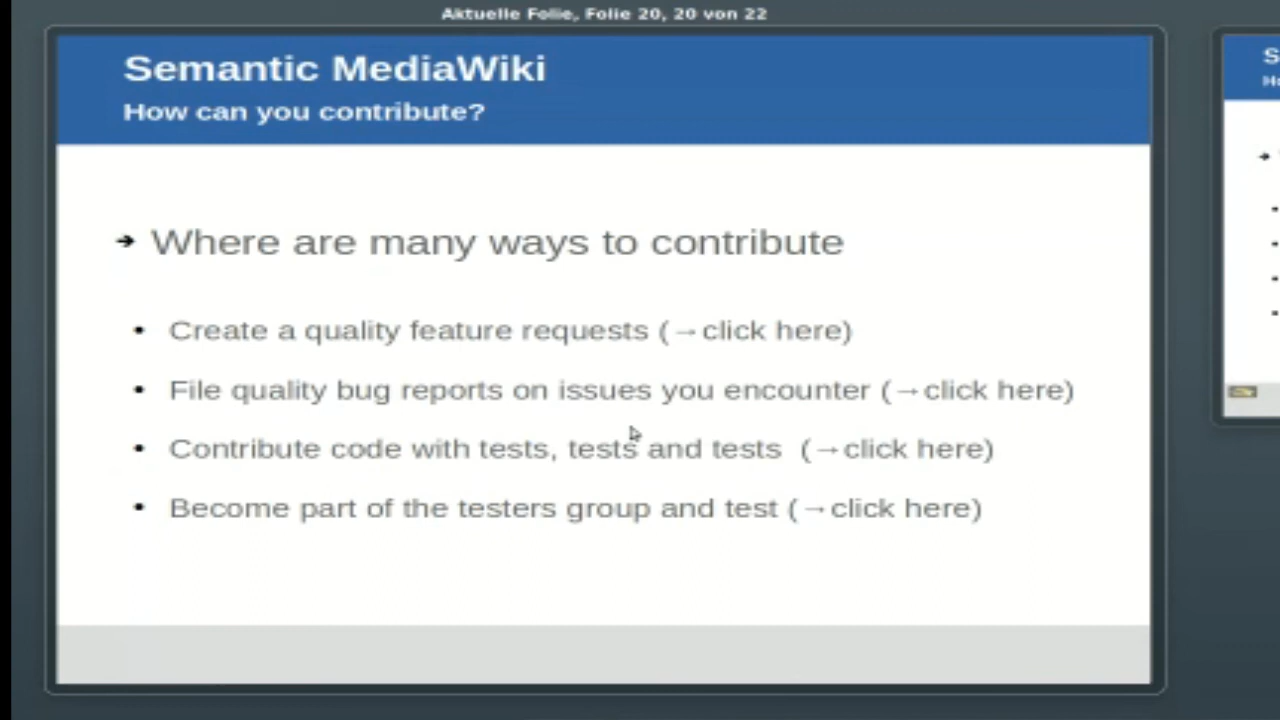 Aktuelle Folie, Folie 20, 20 von 22
Semantic MediaWiki
How can you contribute?
➔ Where are many ways to contribute
• Create a quality feature requests (→click here)
• File quality bug reports on issues you encounter (→click here)
• Contribute code with tests, tests and tests (→click here)
• Become part of the testers group and test (→click here)